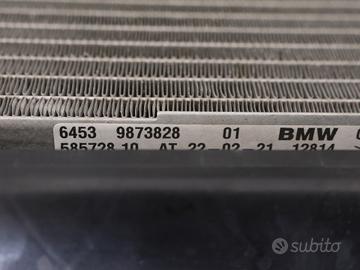 6453 9873828 01 BMW
585728 10 AT 22-02-21 12814
subito